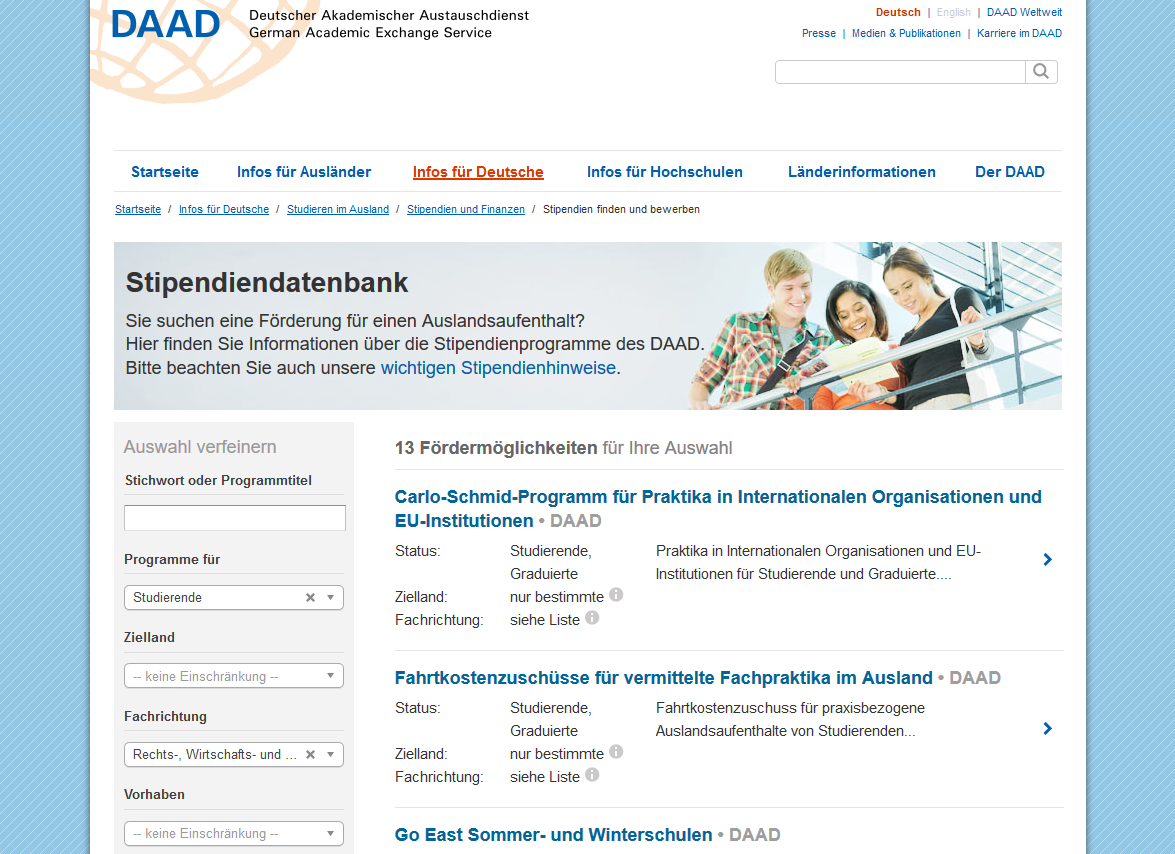 DAAD
Deutscher Akademischer Austauschdienst
German Academic Exchange Service
Deutsch | English | DAAD Weltweit
Presse | Medien & Publikationen | Karriere im DAAD
Startseite Infos für Ausländer Infos für Deutsche Infos für Hochschulen Länderinformationen Der DAAD
Startseite / Infos für Deutsche / Studieren im Ausland / Stipendien und Finanzen / Stipendien finden und bewerben
Stipendiendatenbank
Sie suchen eine Förderung für einen Auslandsaufenthalt?
Hier finden Sie Informationen über die Stipendienprogramme des DAAD.
Bitte beachten Sie auch unsere wichtigen Stipendienhinweise.
Auswahl verfeinern
Stichwort oder Programmtitel
Programme für
Studierende
Zielland
-- keine Einschränkung --
Fachrichtung
Rechts-, Wirtschafts- und ...
Vorhaben
-- keine Einschränkung --
13 Fördermöglichkeiten für Ihre Auswahl
Carlo-Schmid-Programm für Praktika in Internationalen Organisationen und
EU-Institutionen • DAAD
Status: Studierende,
Graduierte
Zielland: nur bestimmte
Fachrichtung: siehe Liste
Praktika in Internationalen Organisationen und EU-
Institutionen für Studierende und Graduierte....
Fahrtkostenzuschüsse für vermittelte Fachpraktika im Ausland • DAAD
Status: Studierende,
Graduierte
Zielland: nur bestimmte
Fachrichtung: siehe Liste
Fahrtkostenzuschuss für praxisbezogene
Auslandsaufenthalte von Studierenden...
Go East Sommer- und Winterschulen • DAAD